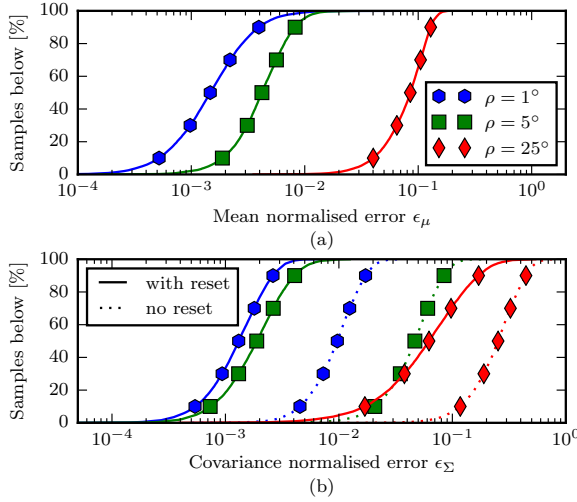 (a)
Samples below [%]
100
80
60
40
20
0
ρ = 1°
ρ = 5°
ρ = 25°
10⁻⁴ 10⁻³ 10⁻² 10⁻¹ 10⁰
Mean normalised error ϵ_μ
(a)
Samples below [%]
100
80
60
40
20
0
with reset
no reset
10⁻⁴ 10⁻³ 10⁻² 10⁻¹ 10⁰
Covariance normalised error ϵ_Σ
(b)